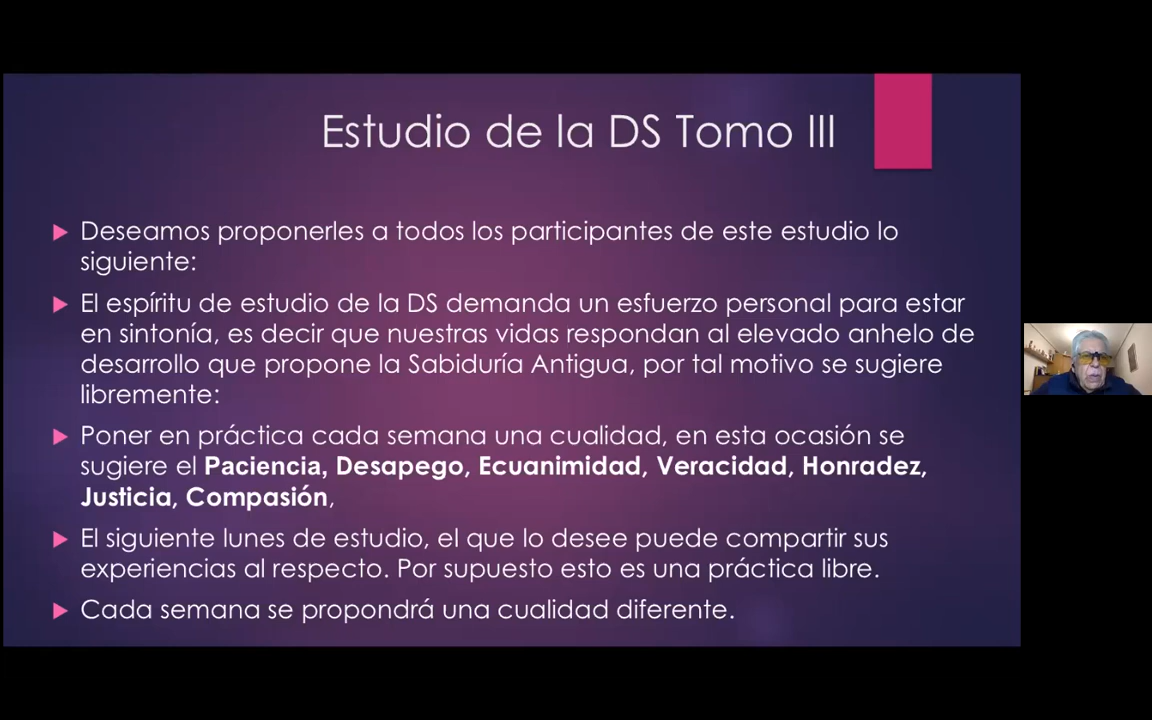 Estudio de la DS Tomo III
Deseamos proponerles a todos los participantes de este estudio lo
siguiente:
El espíritu de estudio de la DS demanda un esfuerzo personal para estar
en sintonía, es decir que nuestras vidas respondan al elevado anhelo de
desarrollo que propone la Sabiduría Antigua, por tal motivo se sugiere
libremente:
Poner en práctica cada semana una cualidad, en esta ocasión se
sugiere el Paciencia, Desapego, Ecuanimidad, Veracidad, Honradez,
Justicia, Compasión,
El siguiente lunes de estudio, el que lo desee puede compartir sus
experiencias al respecto. Por supuesto esto es una práctica libre.
Cada semana se propondrá una cualidad diferente.